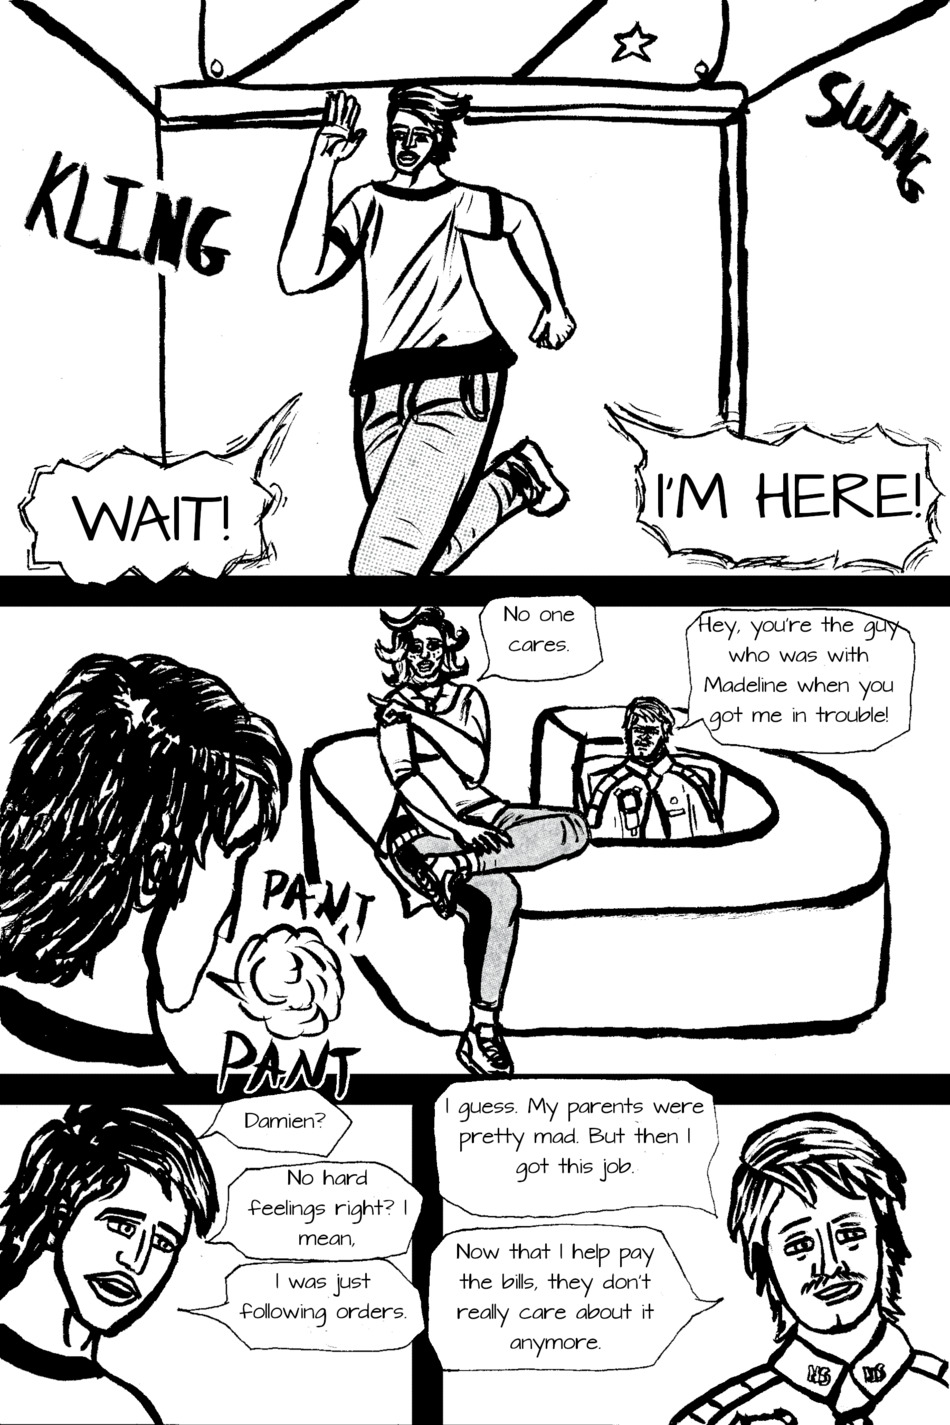 SWING
KLING
WAIT!
I'M HERE!
No one
cares.
Hey, you're the guy
who was with
Madeline when you
got me in trouble!
PANT
PANT
Damien?
No hard
feelings right? I
mean,
I was just
following orders.
I guess. My parents were
pretty mad. But then I
got this job.
Now that I help pay
the bills, they don't
really care about it
anymore.